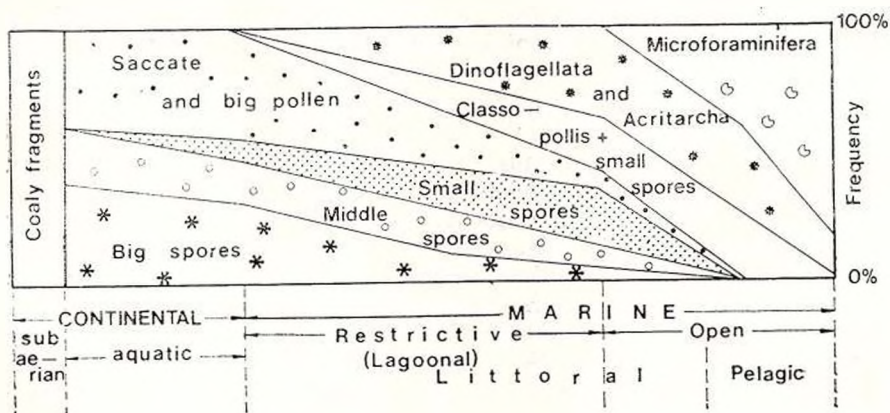 100%
0%
Frequency
Coaly fragments
Saccate
and big pollen
Dinoflagellata
and
Acritarcha
Microforaminifera
Classo—
pollis +
small
spores
Small
spores
Middle
spores
Big spores
CONTINENTAL
MARINE
sub
ae—
rian
aquatic
Restrictive
(Lagoonal)
Open
Littoral
Pelagic